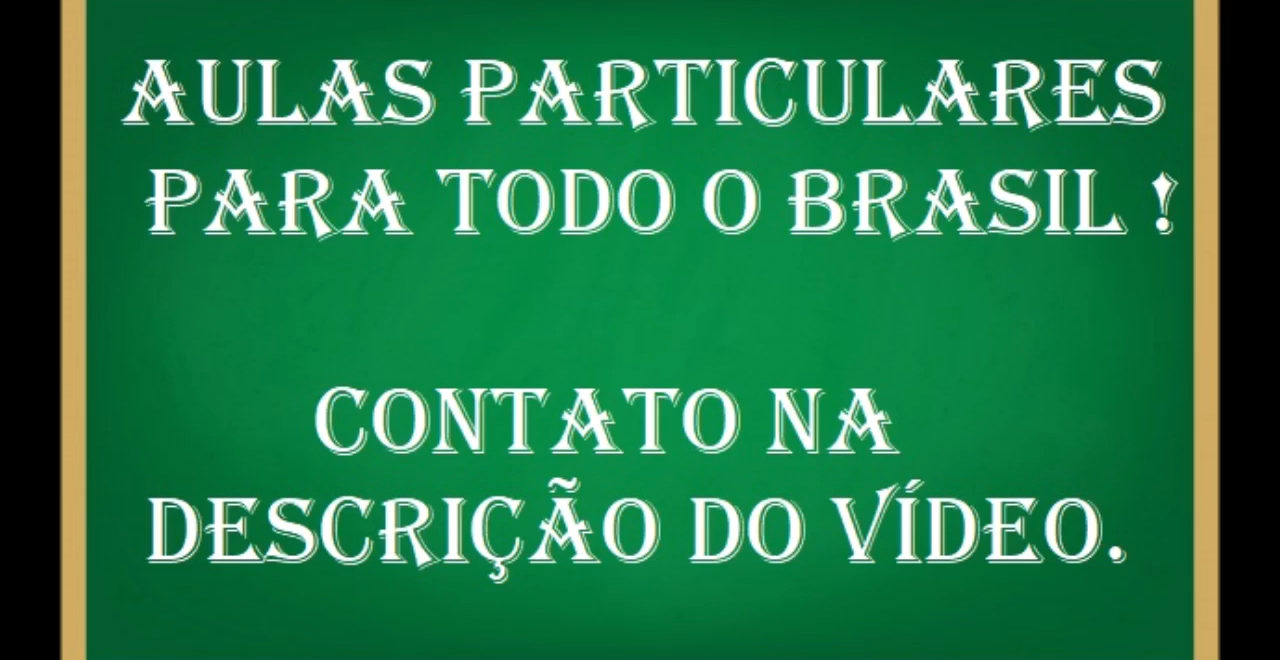 AULAS PARTICULARES
PARA TODO O BRASIL !
CONTATO NA
DESCRIÇÃO DO VÍDEO.